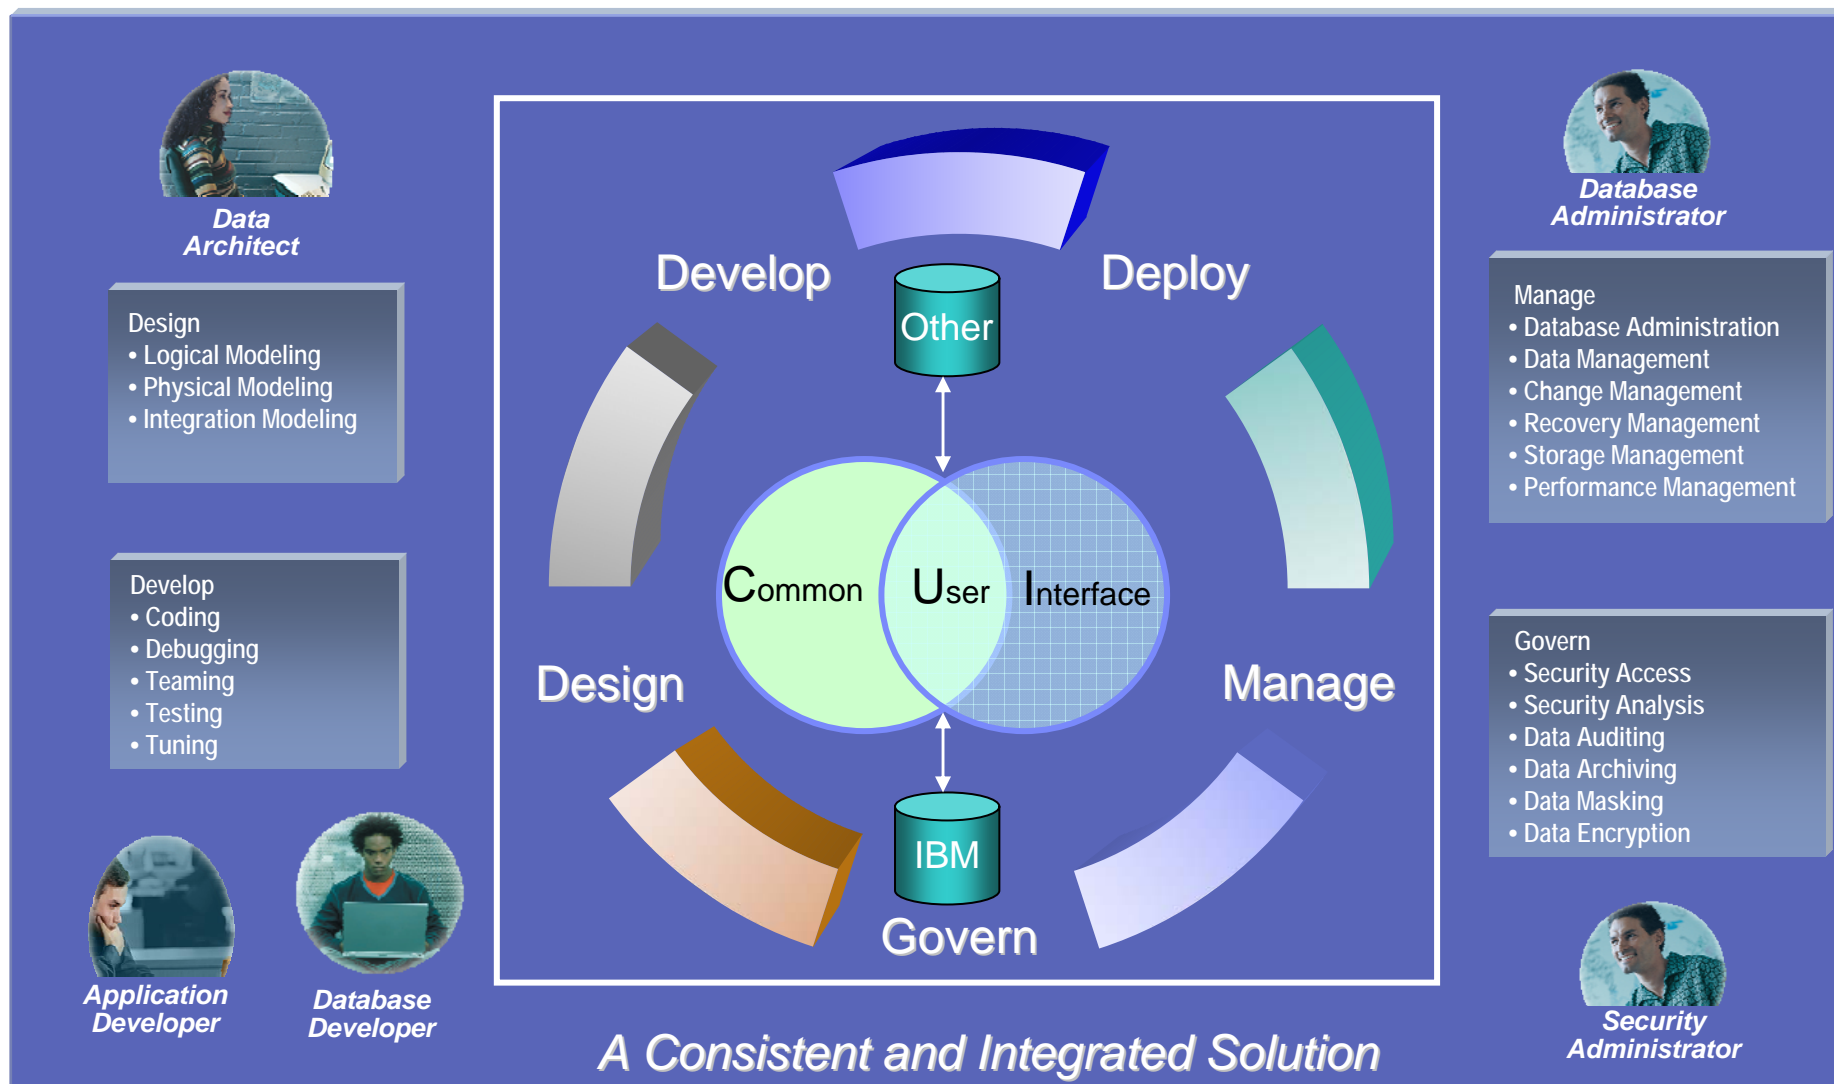 Data
Architect
Design
• Logical Modeling
• Physical Modeling
• Integration Modeling
Develop
• Coding
• Debugging
• Teaming
• Testing
• Tuning
Application
Developer
Database
Developer
Develop
Deploy
Other
Common
User
Interface
Design
Manage
IBM
Govern
A Consistent and Integrated Solution
Database
Administrator
Manage
• Database Administration
• Data Management
• Change Management
• Recovery Management
• Storage Management
• Performance Management
Govern
• Security Access
• Security Analysis
• Data Auditing
• Data Archiving
• Data Masking
• Data Encryption
Security
Administrator